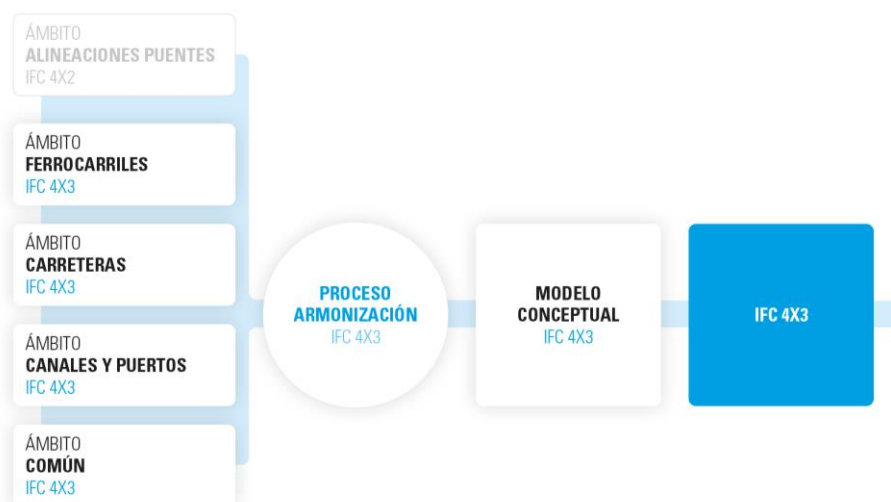 ÁMBITO
ALINEACIONES PUENTES
IFC 4X2
ÁMBITO
FERROCARRILES
IFC 4X3
ÁMBITO
CARRETERAS
IFC 4X3
ÁMBITO
CANALES Y PUERTOS
IFC 4X3
ÁMBITO
COMÚN
IFC 4X3
PROCESO
ARMONIZACIÓN
IFC 4X3
MODELO
CONCEPTUAL
IFC 4X3
IFC 4X3